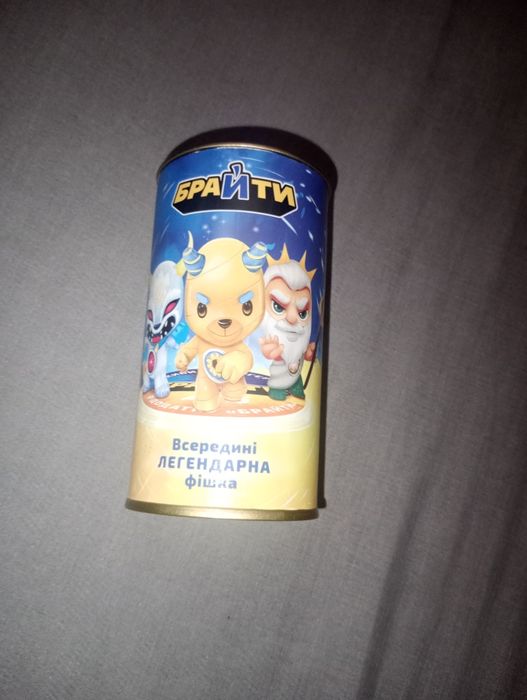 БРАЙТИ
Всередині
ЛЕГЕНДАРНА
фішка